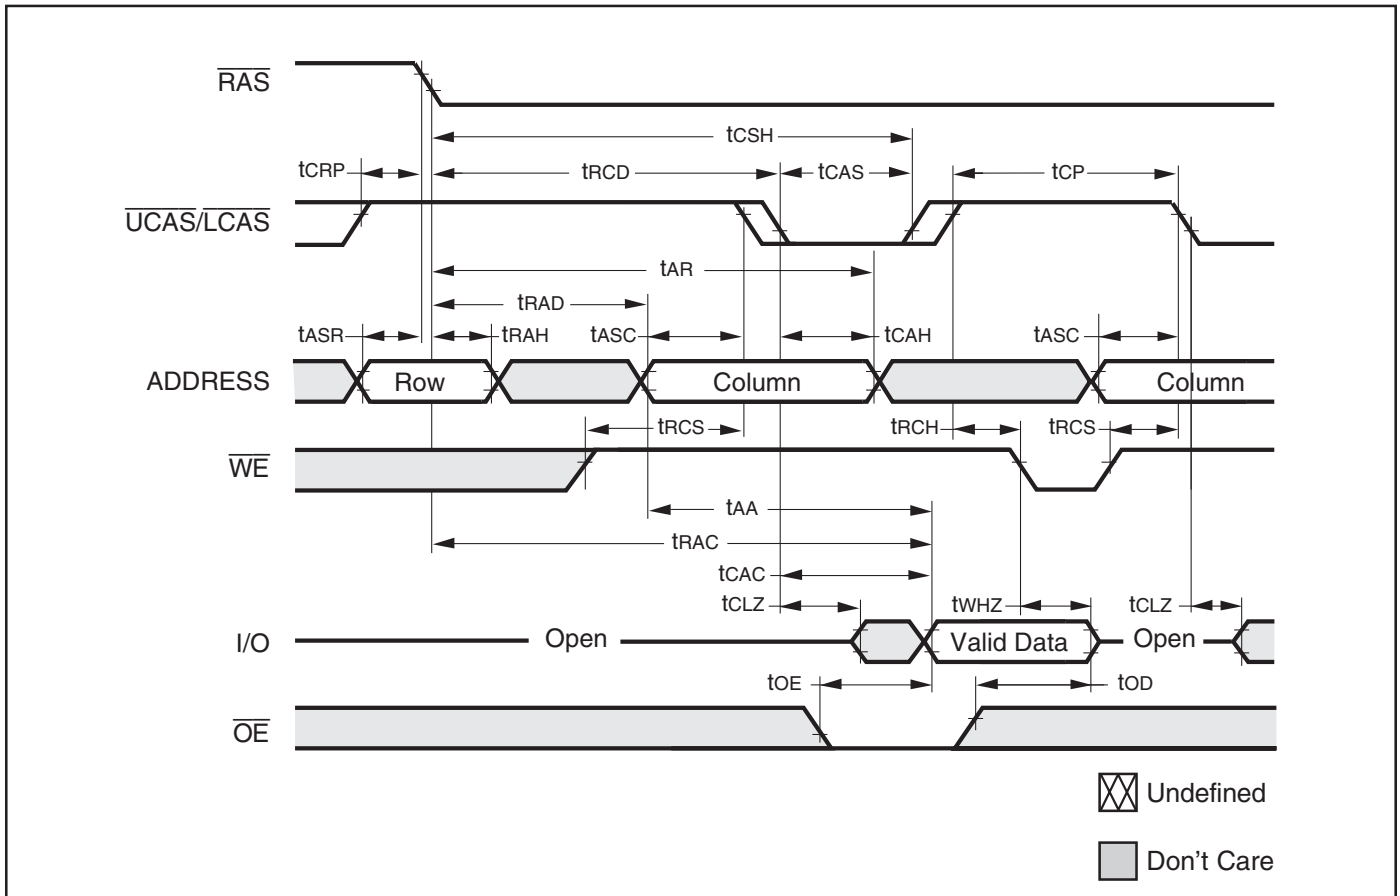 RAS
tCSH
tCRP
tRCD
tCAS
tCP
UCAS/LCAS
tAR
tRAD
tASR
tRAH
tASC
tCAH
tASC
ADDRESS
Row
Column
Column
tRCS
tRCH
tRCS
WE
tAA
tRAC
tCAC
tCLZ
tWHZ
tCLZ
I/O
Open
Valid Data
Open
tOE
tOD
OE
Undefined
Don't Care